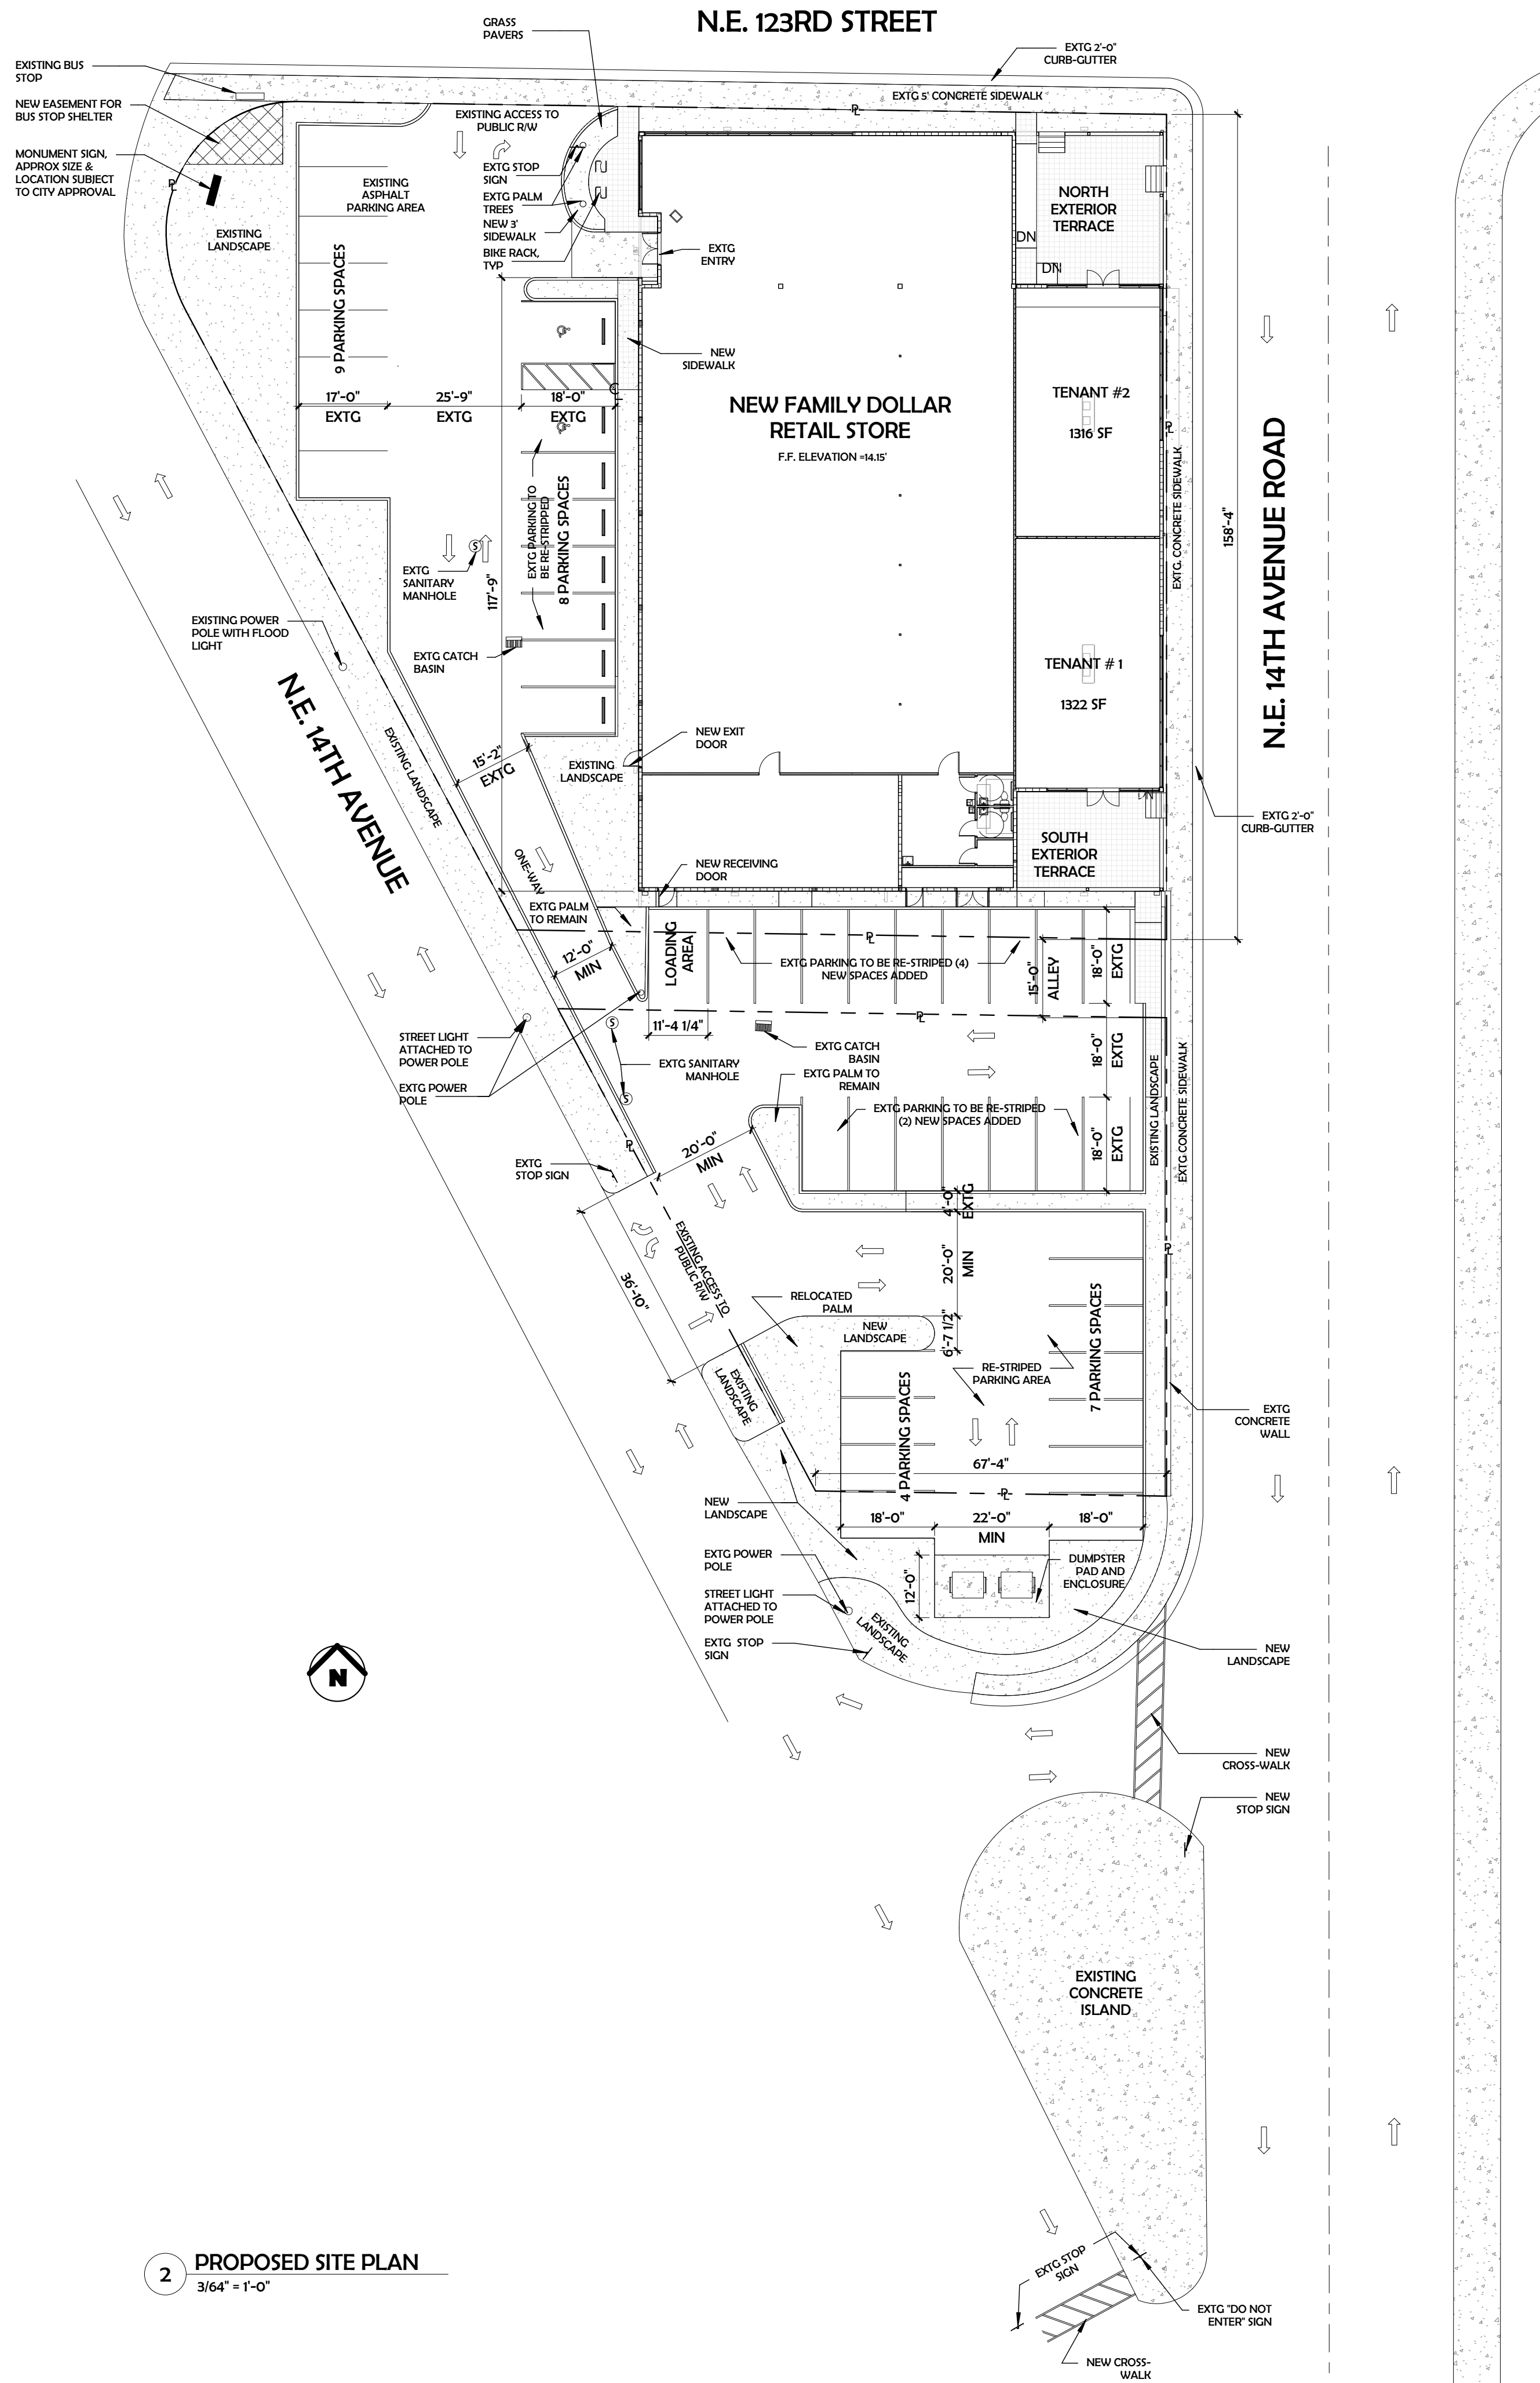 N.E. 123RD STREET
GRASS
PAVERS
EXTG 2'-0"
CURB-GUTTER
EXISTING BUS
STOP
EXTG 5' CONCRETE SIDEWALK
NEW EASEMENT FOR
BUS STOP SHELTER
EXISTING ACCESS TO
PUBLIC R/W
MONUMENT SIGN,
APPROX SIZE &
LOCATION SUBJECT
TO CITY APPROVAL
EXTG STOP
SIGN
EXISTING
ASPHALT
PARKING AREA
EXTG PALM
TREES
NORTH
EXTERIOR
TERRACE
NEW 3'
SIDEWALK
EXISTING
LANDSCAPE
BIKE RACK,
TYP
EXTG
ENTRY
DN
DN
9 PARKING SPACES
NEW
SIDEWALK
17'-0"
EXTG
25'-9"
EXTG
18'-0"
EXTG
NEW FAMILY DOLLAR
RETAIL STORE
F.F. ELEVATION =14.15'
TENANT #2
1316 SF
EXTG PARKING TO
BE RE-STRIPPED
8 PARKING SPACES
117'-9"
EXTG. CONCRETE SIDEWALK
158'-4"
N.E. 14TH AVENUE ROAD
S
EXTG
SANITARY
MANHOLE
EXISTING POWER
POLE WITH FLOOD
LIGHT
EXTG CATCH
BASIN
TENANT # 1
1322 SF
N.E. 14TH AVENUE
EXISTING LANDSCAPE
NEW EXIT
DOOR
15'-2"
EXTG
EXISTING
LANDSCAPE
DN
EXTG 2'-0"
CURB-GUTTER
SOUTH
EXTERIOR
TERRACE
ONE-WAY
NEW RECEIVING
DOOR
EXTG PALM
TO REMAIN
LOADING
AREA
12'-0"
MIN
EXTG PARKING TO BE RE-STRIPED (4)
NEW SPACES ADDED
15'-0"
ALLEY
18'-0"
EXTG
11'-4 1/4"
S
STREET LIGHT
ATTACHED TO
POWER POLE
EXTG CATCH
BASIN
EXTG SANITARY
MANHOLE
18'-0"
EXTG
EXTG PALM TO
REMAIN
EXTG POWER
POLE
S
EXTG PARKING TO BE RE-STRIPED
(2) NEW SPACES ADDED
18'-0"
EXTG
EXISTING LANDSCAPE
EXTG CONCRETE SIDEWALK
20'-0"
MIN
EXTG
STOP SIGN
4'-0"
EXTG
EXISTING ACCESS TO
PUBLIC R/W
36'-10"
20'-0"
MIN
RELOCATED
PALM
NEW
LANDSCAPE
6'-7 1/2"
7 PARKING SPACES
RE-STRIPED
PARKING AREA
EXISTING
LANDSCAPE
4 PARKING SPACES
EXTG
CONCRETE
WALL
67'-4"
NEW
LANDSCAPE
18'-0"
22'-0"
MIN
18'-0"
EXTG POWER
POLE
DUMPSTER
PAD AND
ENCLOSURE
12'-0"
STREET LIGHT
ATTACHED TO
POWER POLE
EXISTING
LANDSCAPE
EXTG STOP
SIGN
NEW
LANDSCAPE
N
NEW
CROSS-WALK
NEW
STOP SIGN
EXISTING
CONCRETE
ISLAND
2
PROPOSED SITE PLAN
3/64" = 1'-0"
EXTG STOP
SIGN
EXTG "DO NOT
ENTER" SIGN
NEW CROSS-
WALK